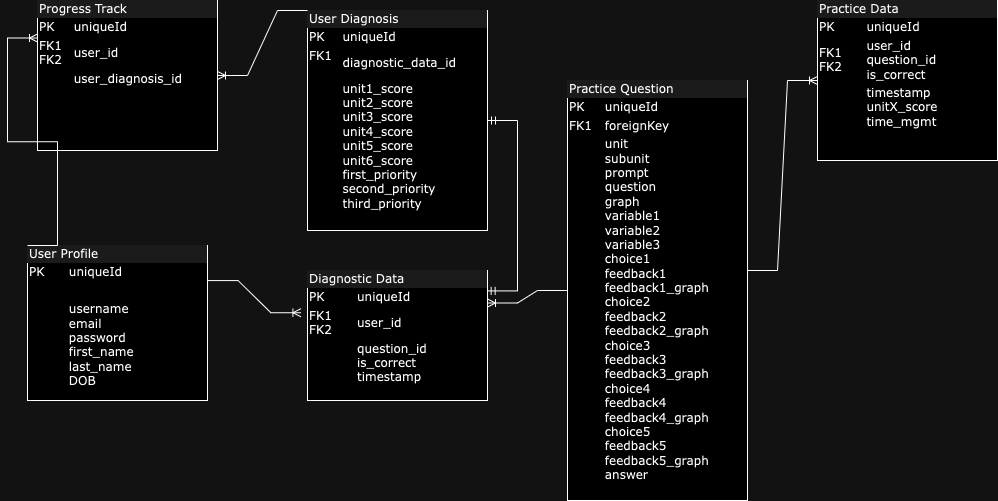 Progress Track
PK uniqueId
FK1
FK2
user_id
user_diagnosis_id
User Diagnosis
PK uniqueId
FK1
diagnostic_data_id
unit1_score
unit2_score
unit3_score
unit4_score
unit5_score
unit6_score
first_priority
second_priority
third_priority
Practice Question
PK uniqueId
FK1 foreignKey
unit
subunit
prompt
question
graph
variable1
variable2
variable3
choice1
feedback1
feedback1_graph
choice2
feedback2
feedback2_graph
choice3
feedback3
feedback3_graph
choice4
feedback4
feedback4_graph
choice5
feedback5
feedback5_graph
answer
Practice Data
PK uniqueId
FK1
FK2
user_id
question_id
is_correct
timestamp
unitX_score
time_mgmt
User Profile
PK uniqueId
username
email
password
first_name
last_name
DOB
Diagnostic Data
PK uniqueId
FK1
FK2
user_id
question_id
is_correct
timestamp